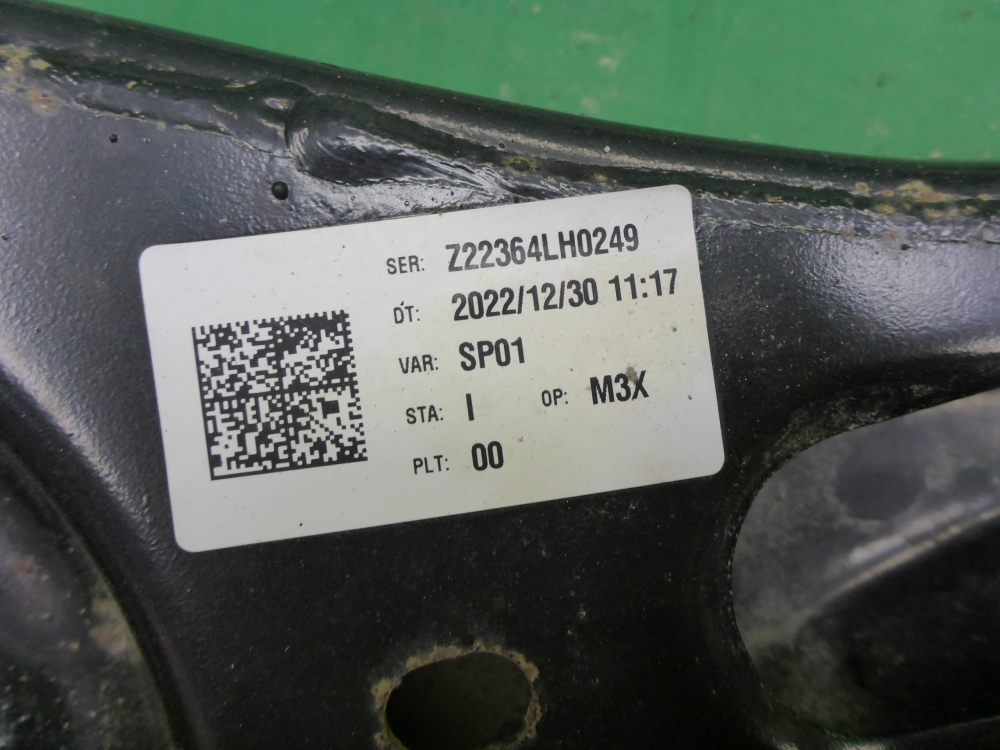 SER: Z22364LH0249
DT: 2022/12/30 11:17
VAR: SP01
STA: I OP: M3X
PLT: 00